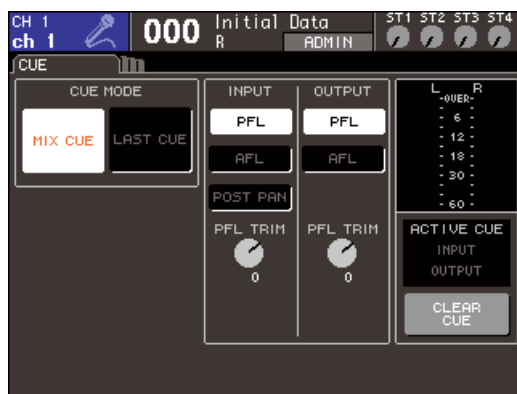 CH 1
ch 1
000
Initial Data
R
ADMIN
ST1 ST2 ST3 ST4
CUE
CUE MODE
MIX CUE
LAST CUE
INPUT
PFL
AFL
POST PAN
PFL TRIM
0
OUTPUT
PFL
AFL
PFL TRIM
0
L R
-OVER-
- 6 -
- 12 -
- 18 -
- 30 -
- 60 -
ACTIVE CUE
INPUT
OUTPUT
CLEAR
CUE